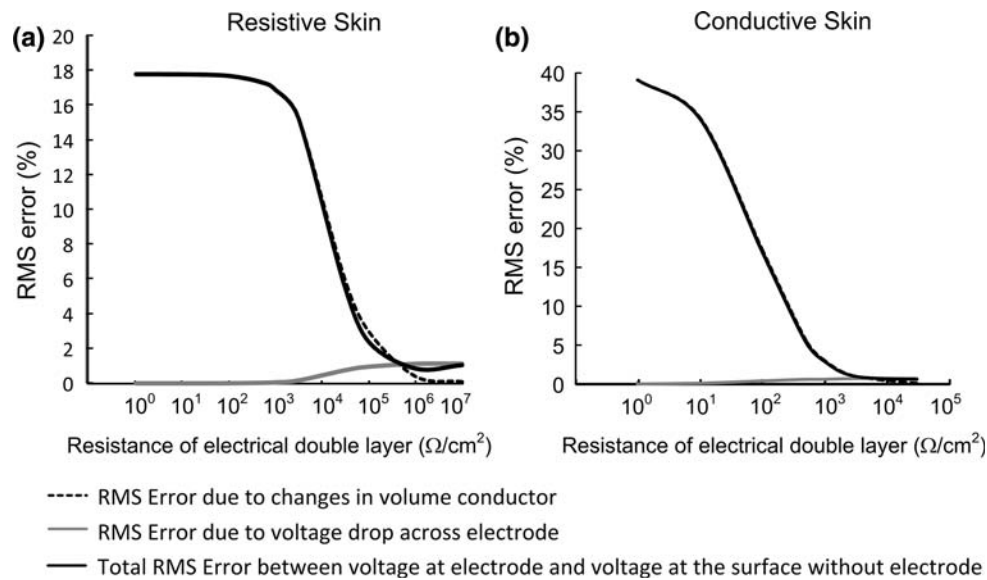 Resistive Skin
Conductive Skin
(a)
(b)
RMS error (%)
20
18
16
14
12
10
8
6
4
2
0
10⁰ 10¹ 10² 10³ 10⁴ 10⁵ 10⁶ 10⁷
Resistance of electrical double layer (Ω/cm²)
RMS error (%)
40
35
30
25
20
15
10
5
0
10⁰ 10¹ 10² 10³ 10⁴ 10⁵
Resistance of electrical double layer (Ω/cm²)
RMS Error due to changes in volume conductor
RMS Error due to voltage drop across electrode
Total RMS Error between voltage at electrode and voltage at the surface without electrode